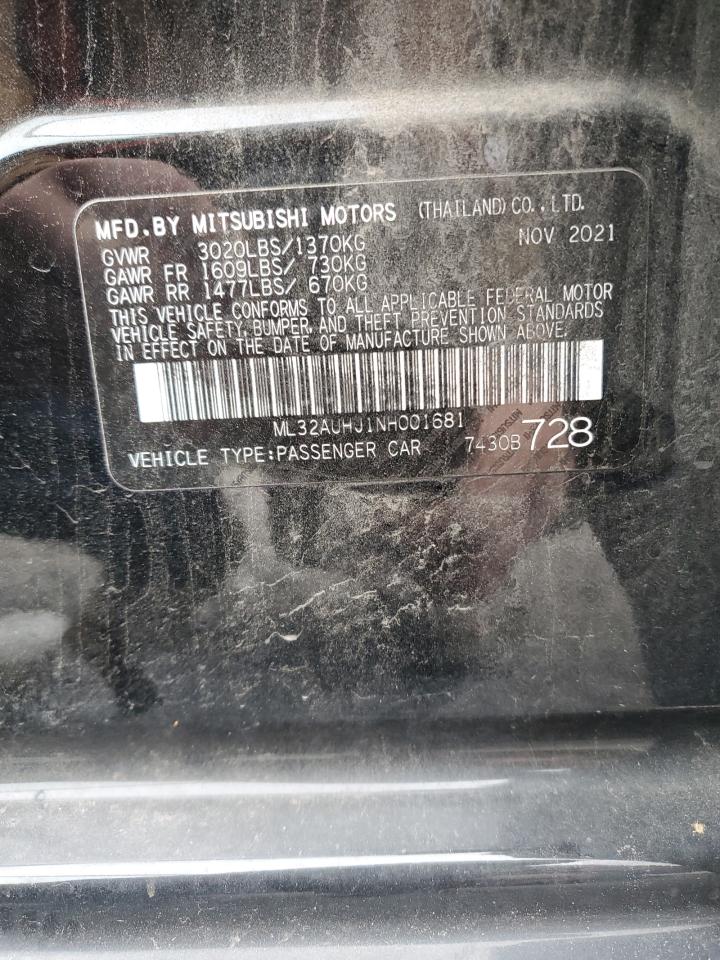 MFD.BY MITSUBISHI MOTORS (THAILAND) CO.,LTD.
GVWR 3020LBS/1370KG NOV 2021
GAWR FR 1609LBS/ 730KG
GAWR RR 1477LBS/ 670KG
THIS VEHICLE CONFORMS TO ALL APPLICABLE FEDERAL MOTOR
VEHICLE SAFETY, BUMPER, AND THEFT PREVENTION STANDARDS
IN EFFECT ON THE DATE OF MANUFACTURE SHOWN ABOVE.
ML32AUHJ1NH001681
VEHICLE TYPE:PASSENGER CAR 7430B728